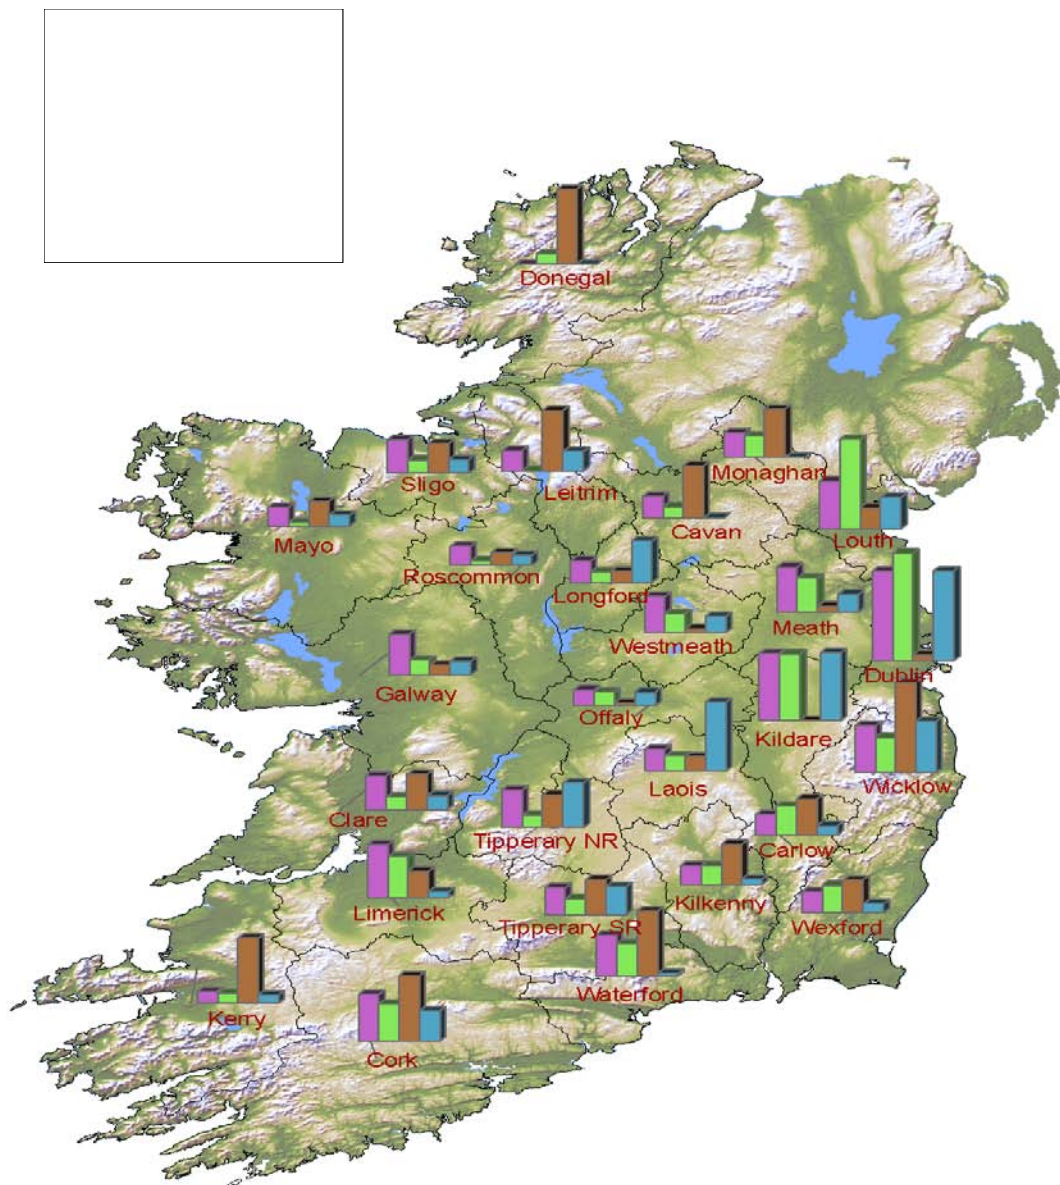 Donegal
Monaghan
Sligo
Leitrim
Cavan
Louth
Mayo
Roscommon
Longford
Meath
Westmeath
Dublin
Galway
Offaly
Kildare
Laois
Wicklow
Clare
Tipperary NR
Carlow
Limerick
Kilkenny
Tipperary SR
Wexford
Waterford
Kerry
Cork